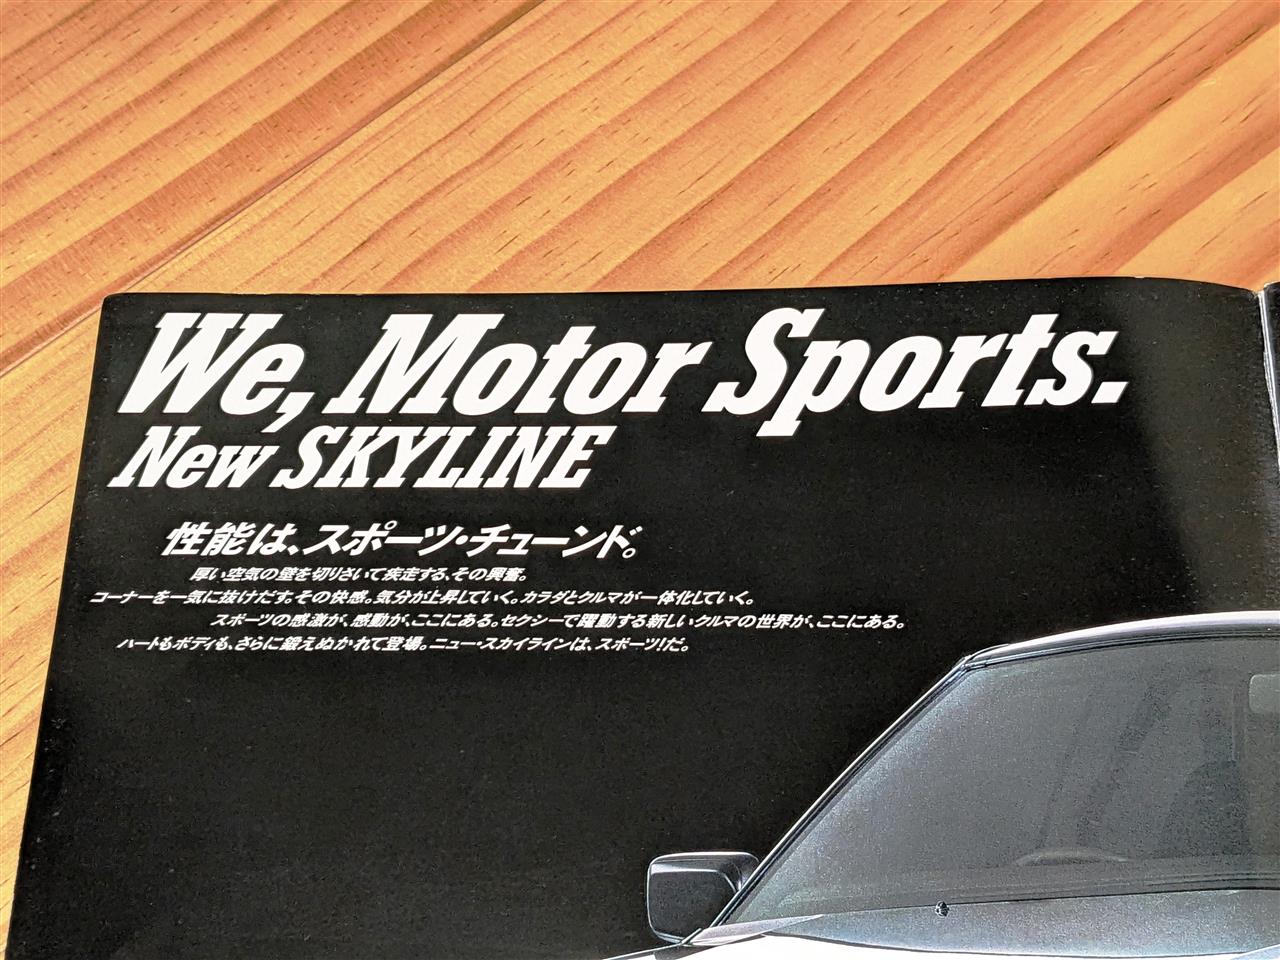 We, Motor Sports.
New SKYLINE
性能は、スポーツ・チューンド。
厚い空気の壁を切りさいて疾走する、その興奮。
コーナーを一気に抜けだす。その快感。気分が上昇していく。カラダとクルマが一体化していく。
スポーツの感激が、感動が、ここにある。セクシーで躍動する新しいクルマの世界が、ここにある。
ハートもボディも、さらに鍛えぬかれて登場。ニュー・スカイラインは、スポーツ!だ。